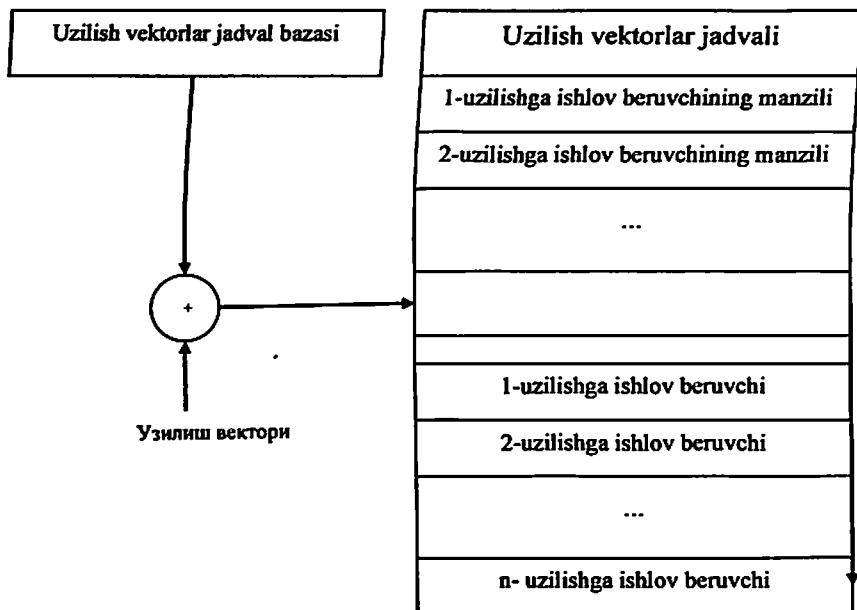 Uzilish vektorlar jadval bazasi
Uzilish vektorlar jadvali
1-uzilishga ishlov beruvchining manzili
2-uzilishga ishlov beruvchining manzili
...
+
1-uzilishga ishlov beruvchi
Узилиш вектори
2-uzilishga ishlov beruvchi
...
n- uzilishga ishlov beruvchi